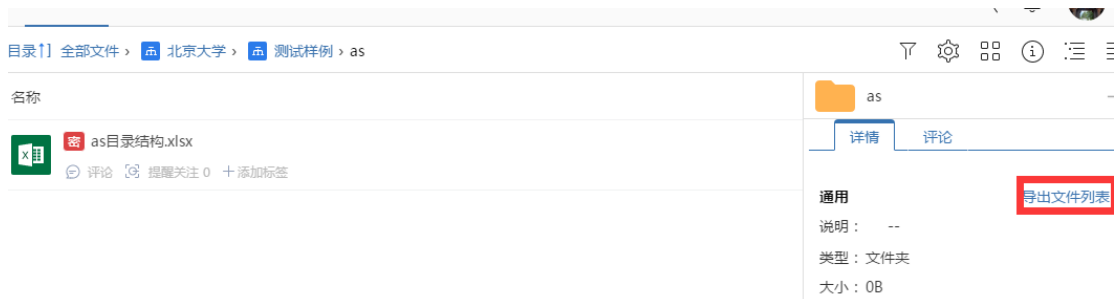 目录 全部文件 › 北京大学 › 测试样例 › as
名称
as
密 as目录结构.xlsx
评论 提醒关注 0 添加标签
详情 评论
通用 导出文件列表
说明： --
类型：文件夹
大小：0B